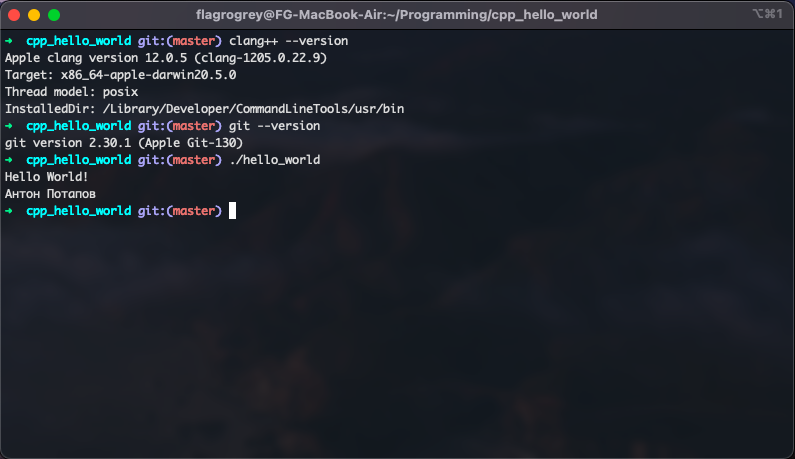 flagrogrey@FG-MacBook-Air:~/Programming/cpp_hello_world
⌥⌘1
➜ cpp_hello_world git:(master) clang++ --version
Apple clang version 12.0.5 (clang-1205.0.22.9)
Target: x86_64-apple-darwin20.5.0
Thread model: posix
InstalledDir: /Library/Developer/CommandLineTools/usr/bin
➜ cpp_hello_world git:(master) git --version
git version 2.30.1 (Apple Git-130)
➜ cpp_hello_world git:(master) ./hello_world
Hello World!
Антон Потапов
➜ cpp_hello_world git:(master)